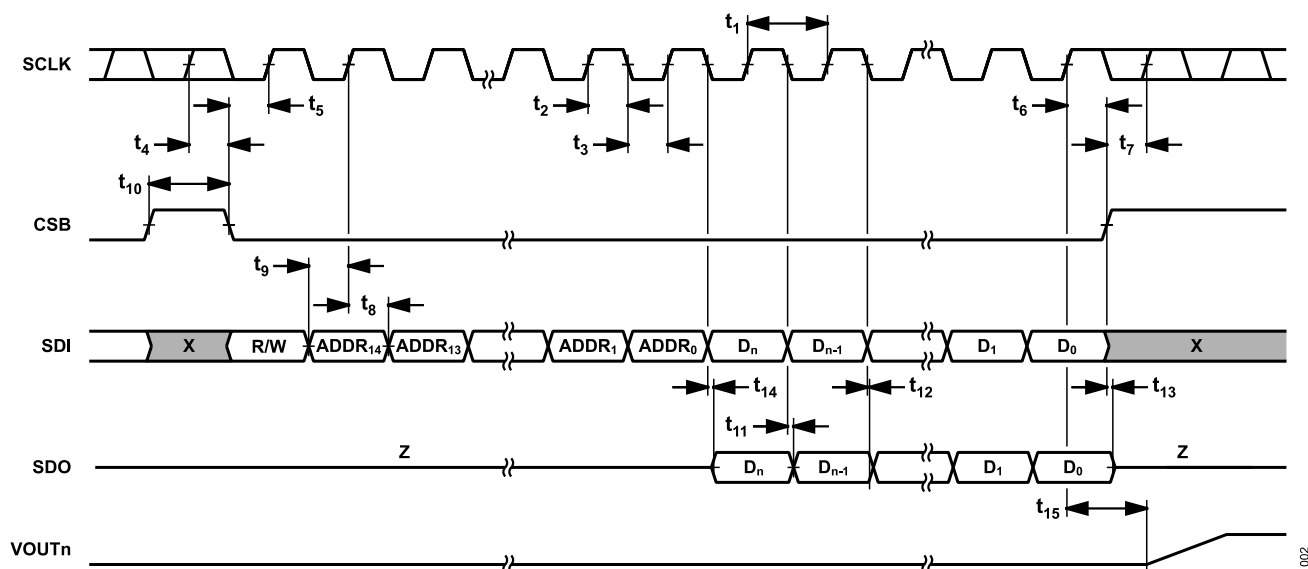 t₁
SCLK
t₅
t₂
t₆
t₄
t₃
t₇
t₁₀
CSB
t₉
t₈
SDI
X
R/W
ADDR₁₄
ADDR₁₃
ADDR₁
ADDR₀
Dₙ
Dₙ₋₁
D₁
D₀
X
t₁₄
t₁₂
t₁₃
t₁₁
Z
Z
SDO
Dₙ
Dₙ₋₁
D₁
D₀
t₁₅
VOUTn
002